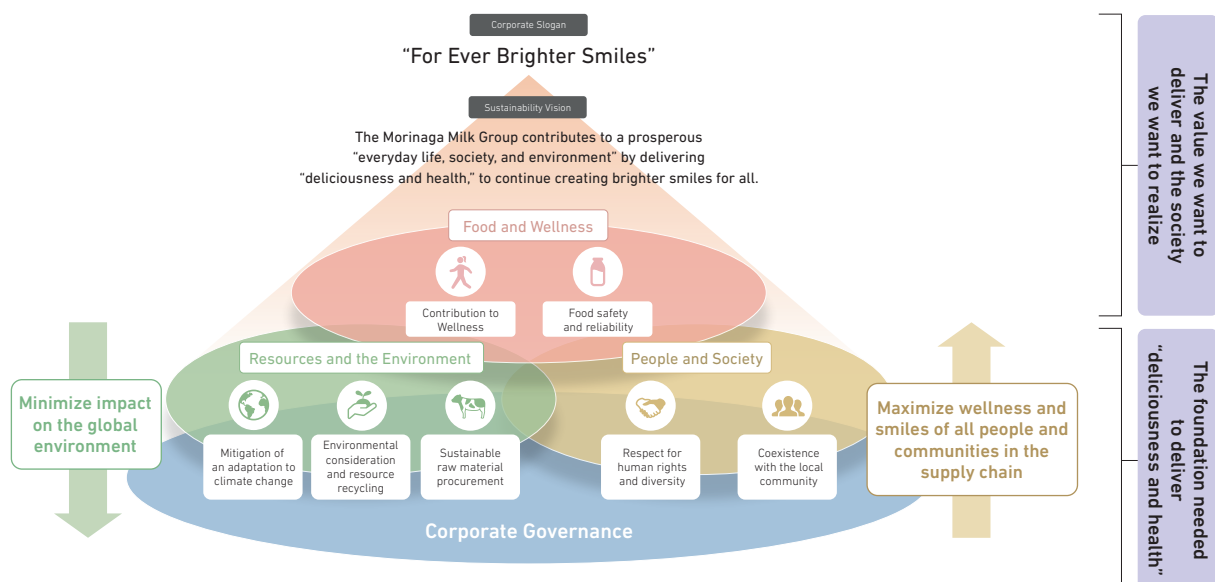 Corporate Slogan
“For Ever Brighter Smiles”
Sustainability Vision
The Morinaga Milk Group contributes to a prosperous
“everyday life, society, and environment” by delivering
“deliciousness and health,” to continue creating brighter smiles for all.
The value we want to
deliver and the society
we want to realize
Food and Wellness
Contribution to
Wellness
Food safety
and reliability
Resources and the Environment
Mitigation of
an adaptation to
climate change
Environmental
consideration
and resource
recycling
Sustainable
raw material
procurement
People and Society
Respect for
human rights
and diversity
Coexistence
with the local
community
Minimize impact
on the global
environment
Maximize wellness and
smiles of all people and
communities in the
supply chain
Corporate Governance
The foundation needed
to deliver
“deliciousness and health”